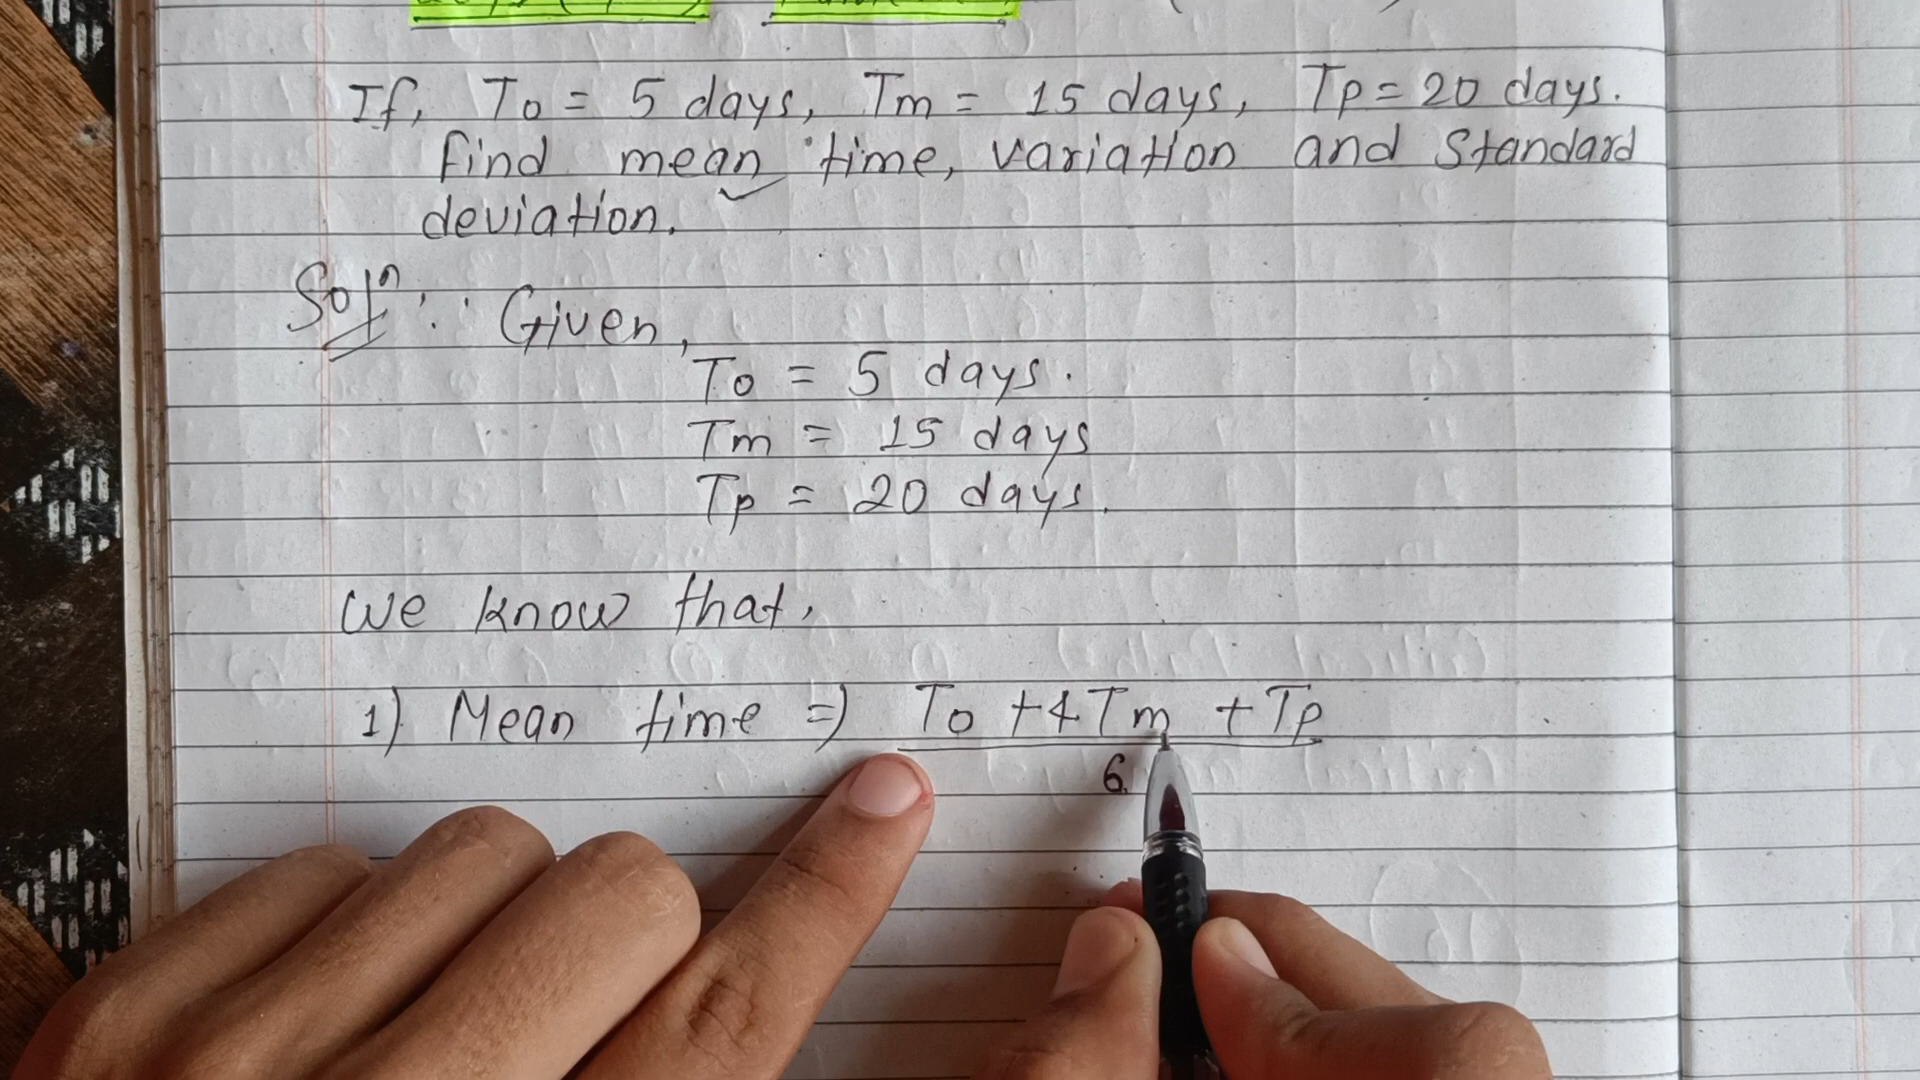 If, To = 5 days, Tm = 15 days, Tp = 20 days.
Find mean time, variation and standard
deviation.
Solⁿ: Given,
To = 5 days.
Tm = 15 days
Tp = 20 days.
We know that,
1) Mean time => To + 4Tm + Tp
6